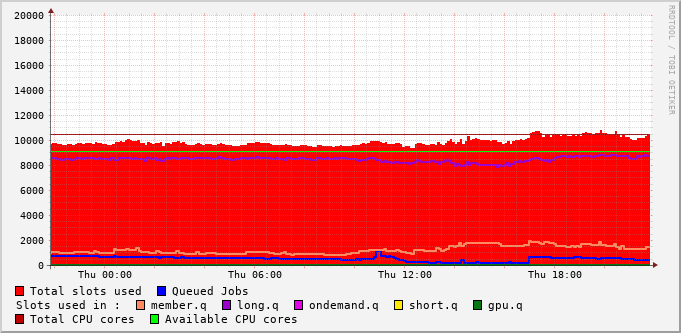 20000
18000
16000
14000
12000
10000
8000
6000
4000
2000
0
Thu 00:00 Thu 06:00 Thu 12:00 Thu 18:00
RRDTOOL / TOBI OETIKER
Total slots used Queued Jobs
Slots used in : member.q long.q ondemand.q short.q gpu.q
Total CPU cores Available CPU cores